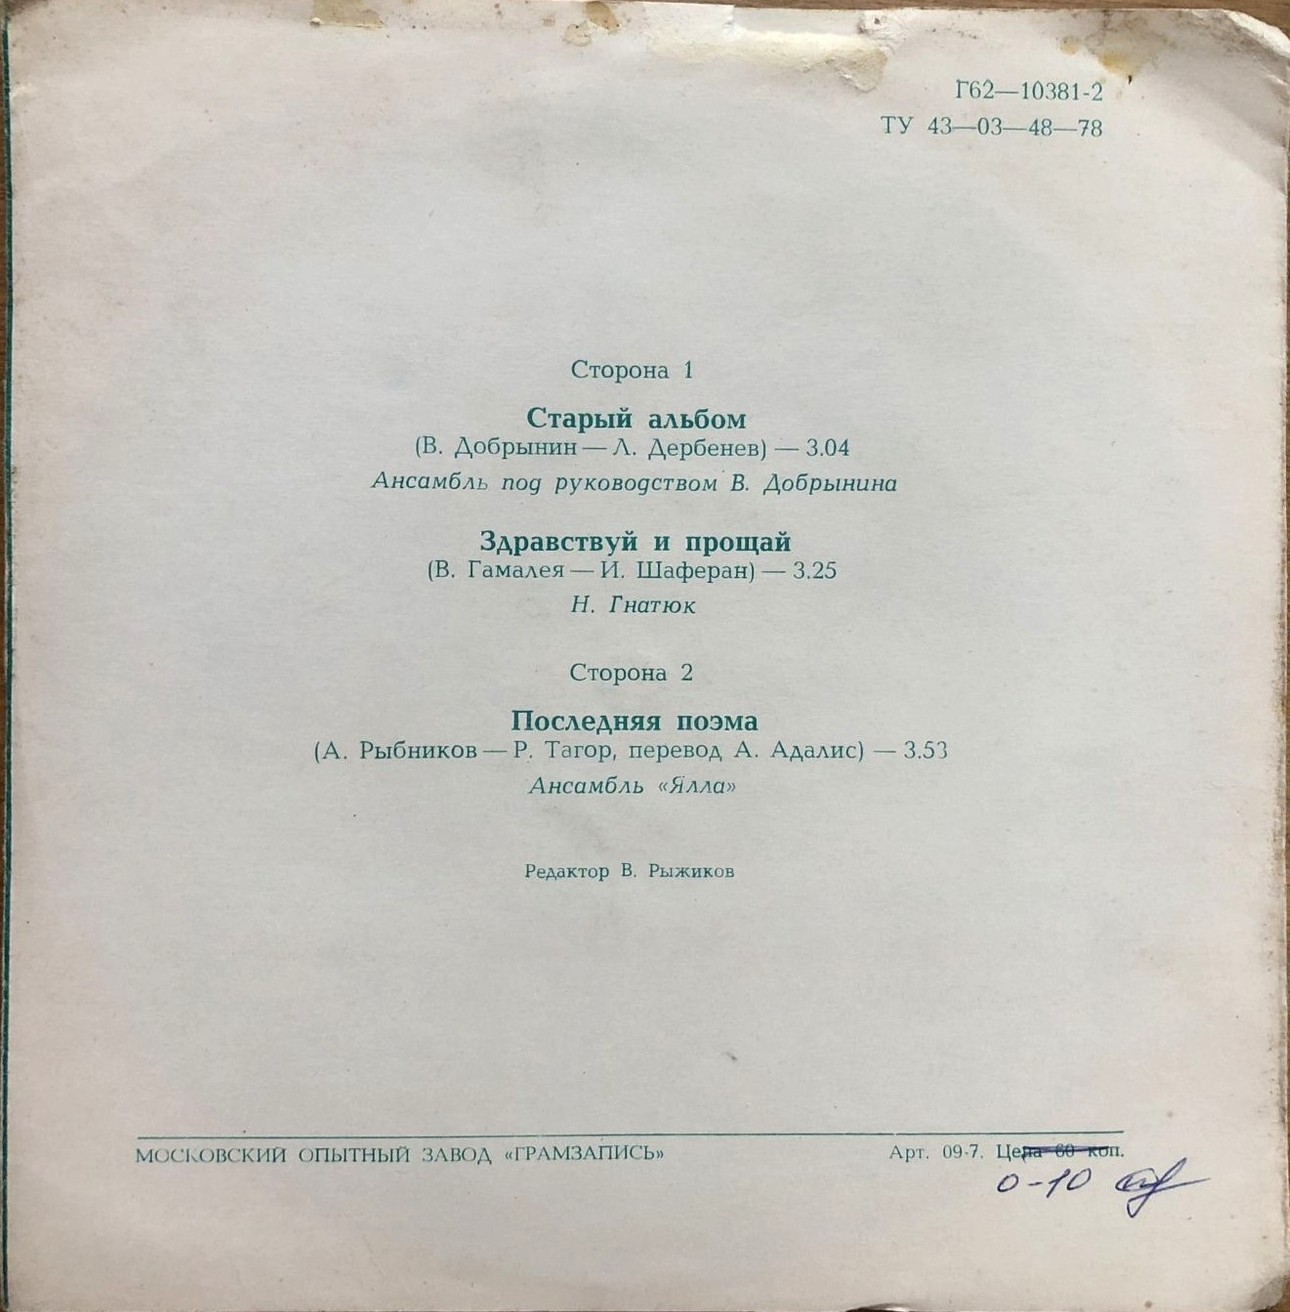 Г62—10381-2
ТУ 43—03—48—78
Сторона 1
Старый альбом
(В. Добрынин — Л. Дербенев) — 3.04
Ансамбль под руководством В. Добрынина
Здравствуй и прощай
(В. Гамалея — И. Шаферан) — 3.25
Н. Гнатюк
Сторона 2
Последняя поэма
(А. Рыбников — Р. Тагор, перевод А. Адалис) — 3.53
Ансамбль «Ялла»
Редактор В. Рыжиков
МОСКОВСКИЙ ОПЫТНЫЙ ЗАВОД «ГРАМЗАПИСЬ» Арт. 09-7. Цена 60 коп.
0-10